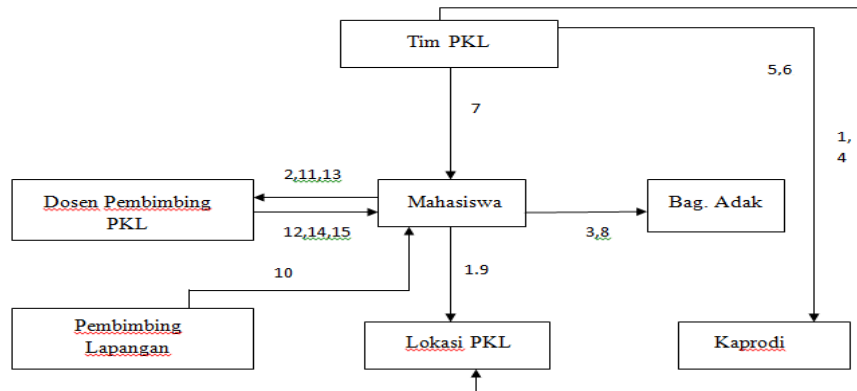 Tim PKL
5,6
7
1,
4
2,11,13
Dosen Pembimbing
PKL
Mahasiswa
Bag. Adak
12,14,15
3,8
10
1.9
Pembimbing
Lapangan
Lokasi PKL
Kaprodi